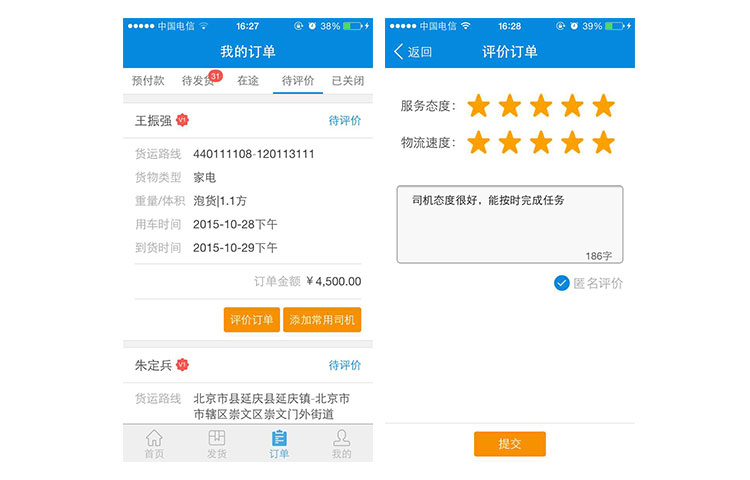 中国电信 16:27 38%
我的订单
预付款 待发货 31 在途 待评价 已关闭
王振强 V1 待评价
货运路线 440111108-120113111
货物类型 家电
重量/体积 泡货|1.1方
用车时间 2015-10-28下午
到货时间 2015-10-29下午
订单金额 ¥4,500.00
评价订单 添加常用司机
朱定兵 V1 待评价
货运路线 北京市县延庆县延庆镇-北京市
市辖区崇文区崇文门外街道
首页 发货 订单 我的
中国电信 16:28 39%
返回 评价订单
服务态度:
物流速度:
司机态度很好，能按时完成任务
186字
匿名评价
提交